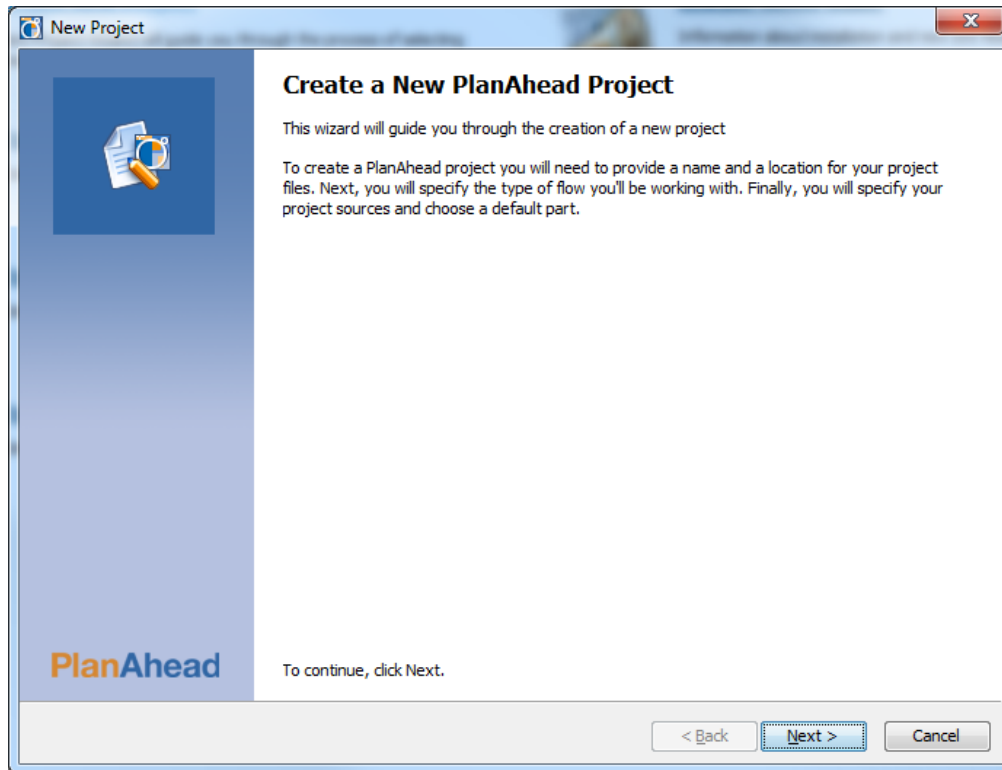 New Project
Create a New PlanAhead Project
This wizard will guide you through the creation of a new project
To create a PlanAhead project you will need to provide a name and a location for your project
files. Next, you will specify the type of flow you'll be working with. Finally, you will specify your
project sources and choose a default part.
PlanAhead
To continue, click Next.
< Back
Next >
Cancel